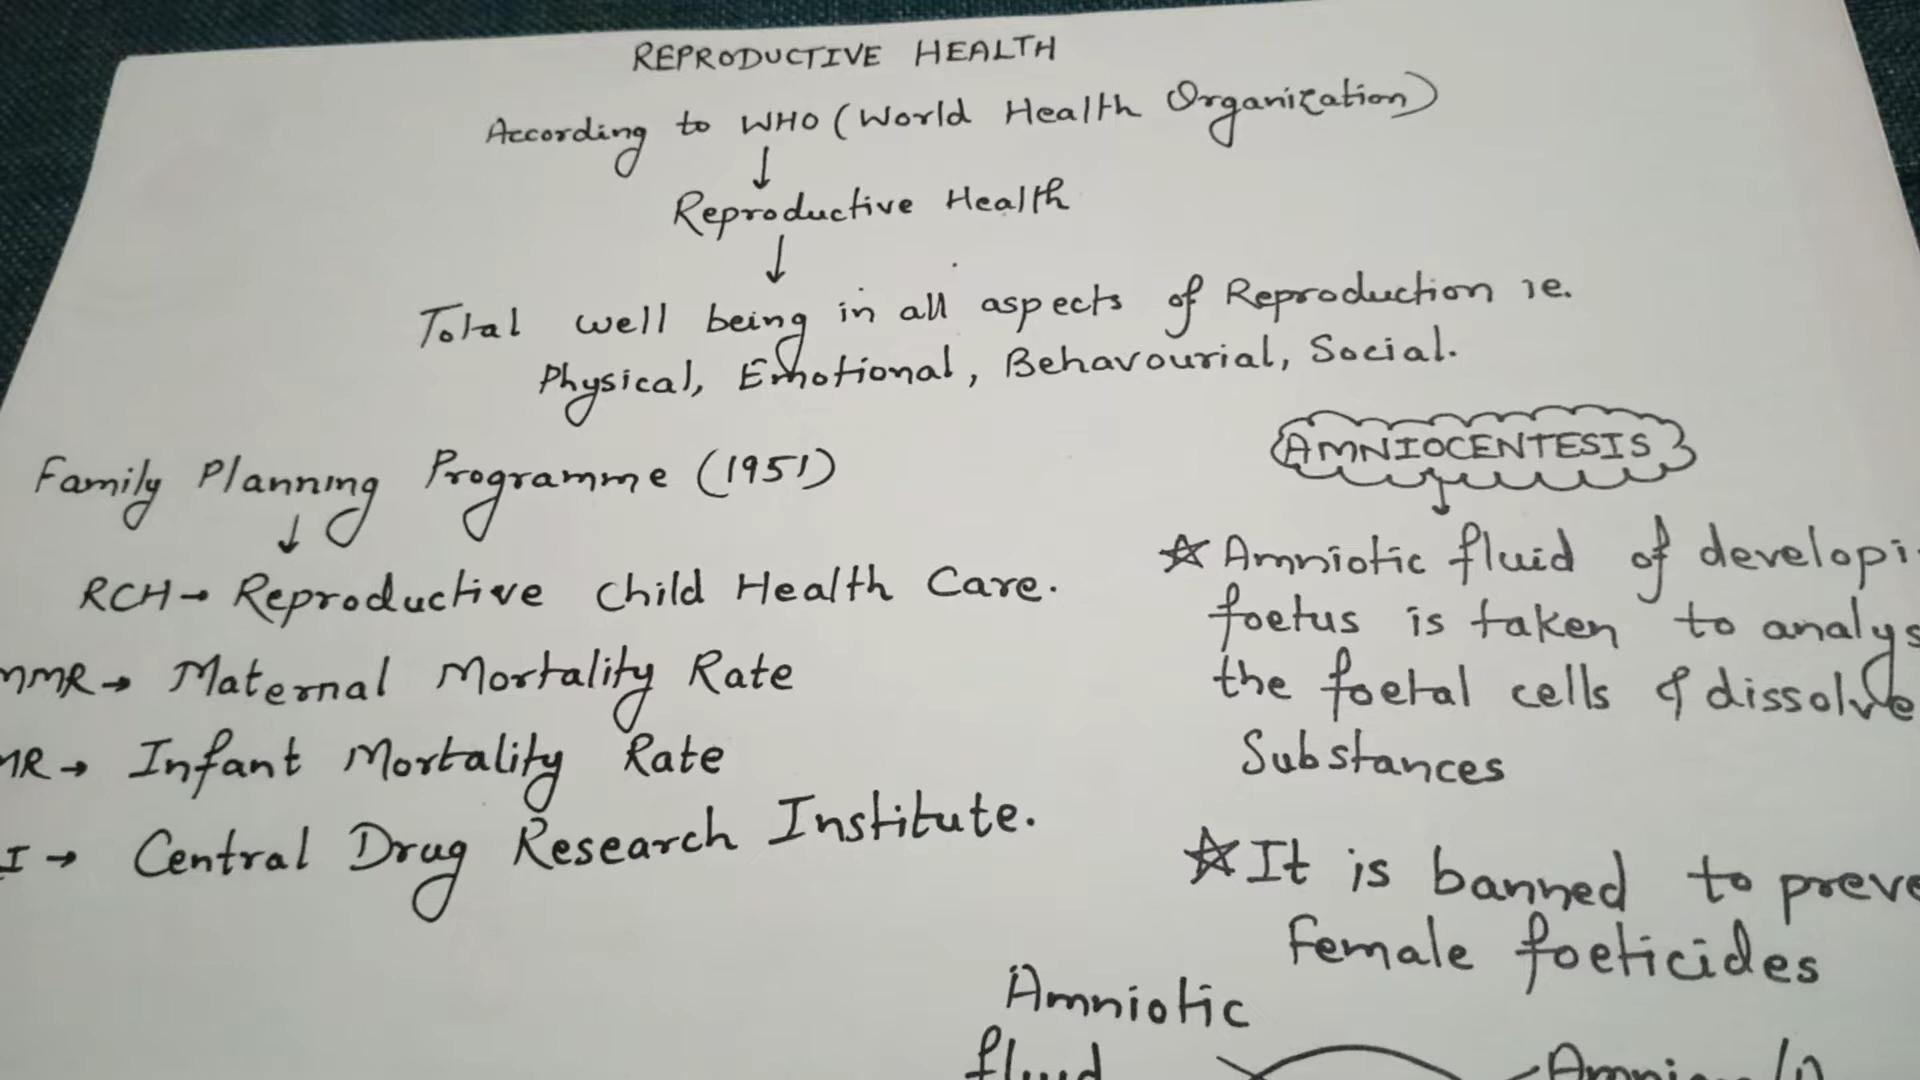 REPRODUCTIVE HEALTH
According to WHO (World Health Organization)
↓
Reproductive Health
↓
Total well being in all aspects of Reproduction ie.
Physical, Emotional, Behavourial, Social.
Family Planning Programme (1951)
↓
RCH → Reproductive Child Health Care.
MMR → Maternal Mortality Rate
MR → Infant Mortality Rate
I → Central Drug Research Institute.
AMNIOCENTESIS
☆ Amniotic fluid of developi
foetus is taken to analys
the foetal cells & dissolve
Substances
☆ It is banned to preve
Female foeticides
Amniotic
fluid